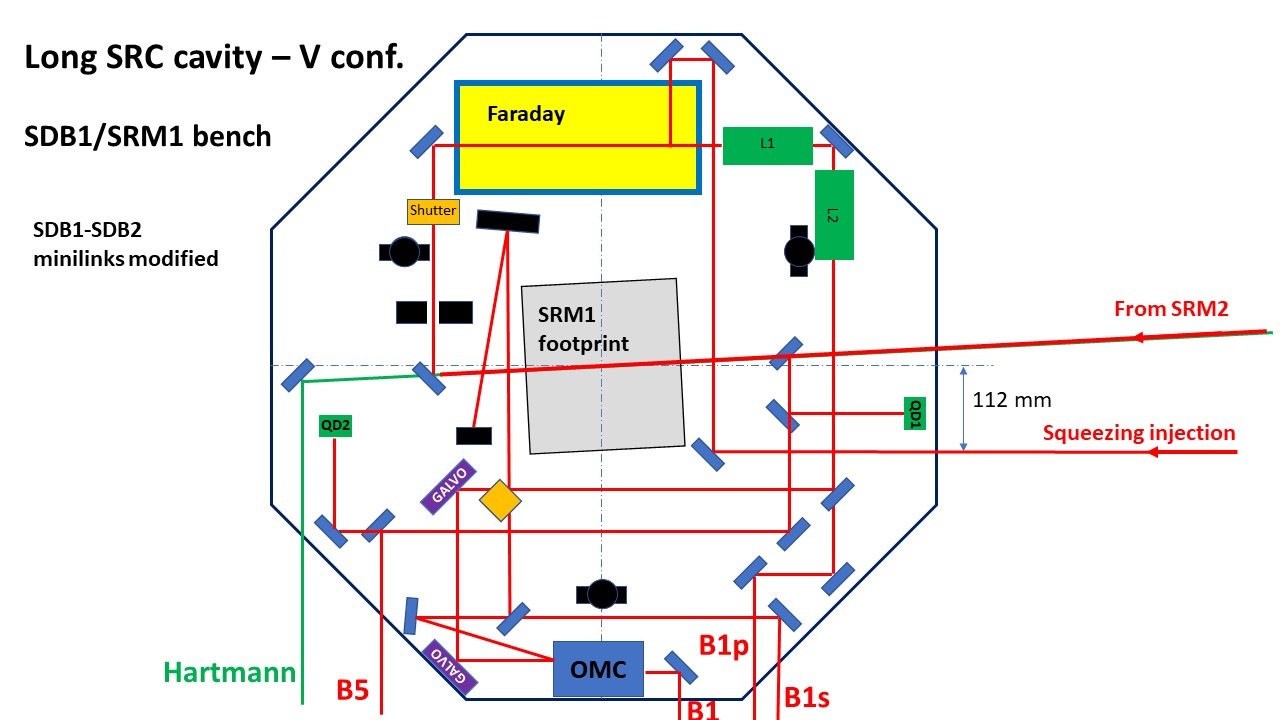 Long SRC cavity – V conf.
Faraday
SDB1/SRM1 bench
L1
Shutter
L2
SDB1-SDB2
minilinks modified
SRM1
footprint
From SRM2
112 mm
QD1
QD2
Squeezing injection
GALVO
B1p
GALVO
OMC
Hartmann
B5
B1
B1s